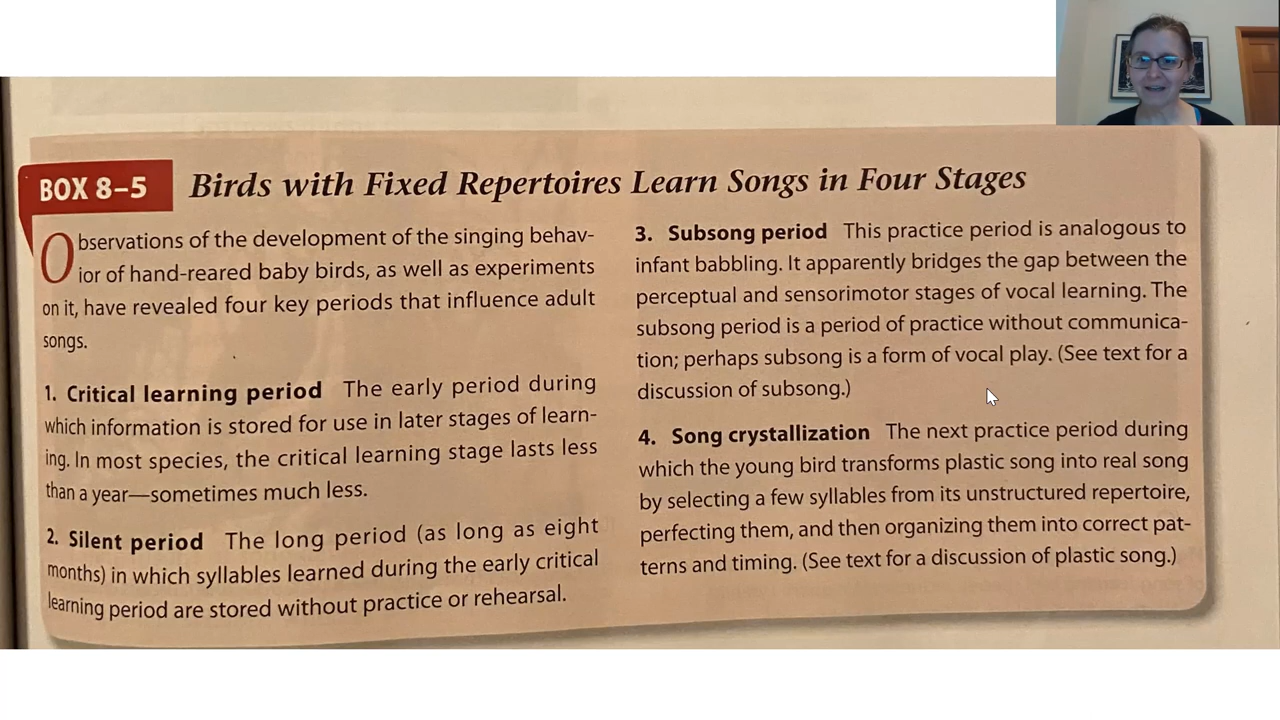 BOX 8–5
Birds with Fixed Repertoires Learn Songs in Four Stages
Observations of the development of the singing behav-
ior of hand-reared baby birds, as well as experiments
on it, have revealed four key periods that influence adult
songs.
1. Critical learning period The early period during
which information is stored for use in later stages of learn-
ing. In most species, the critical learning stage lasts less
than a year—sometimes much less.
2. Silent period The long period (as long as eight
months) in which syllables learned during the early critical
learning period are stored without practice or rehearsal.
3. Subsong period This practice period is analogous to
infant babbling. It apparently bridges the gap between the
perceptual and sensorimotor stages of vocal learning. The
subsong period is a period of practice without communica-
tion; perhaps subsong is a form of vocal play. (See text for a
discussion of subsong.)
4. Song crystallization The next practice period during
which the young bird transforms plastic song into real song
by selecting a few syllables from its unstructured repertoire,
perfecting them, and then organizing them into correct pat-
terns and timing. (See text for a discussion of plastic song.)